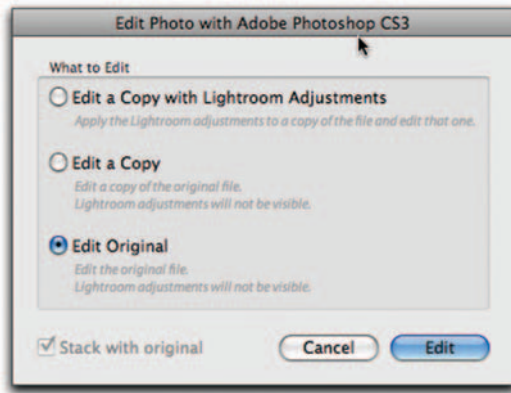 Edit Photo with Adobe Photoshop CS3
What to Edit
Edit a Copy with Lightroom Adjustments
Apply the Lightroom adjustments to a copy of the file and edit that one.
Edit a Copy
Edit a copy of the original file.
Lightroom adjustments will not be visible.
Edit Original
Edit the original file.
Lightroom adjustments will not be visible.
Stack with original
Cancel
Edit